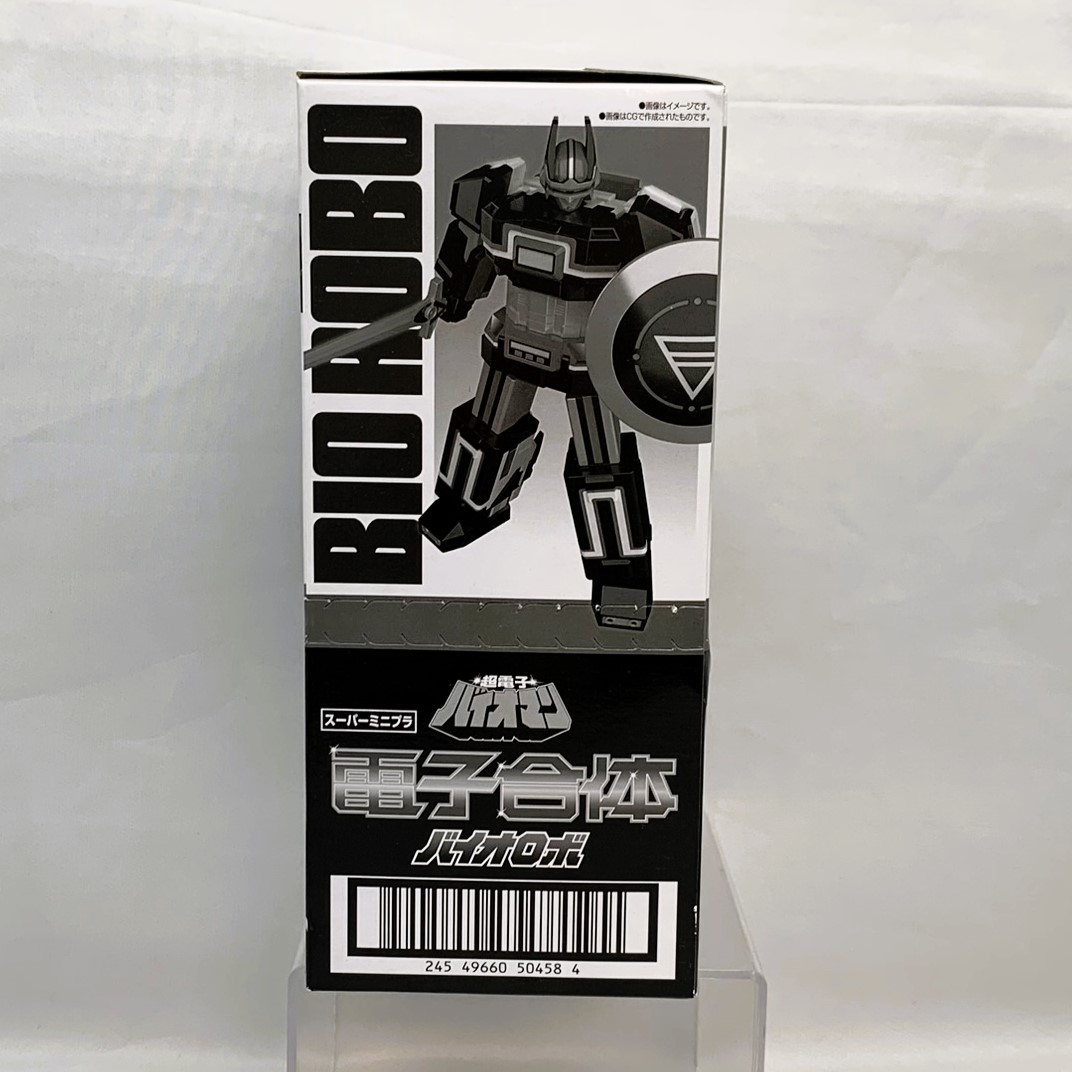 ●画像はイメージです。
●画像はCGで作成されたものです。
BIO ROBO
超電子
バイオマン
スーパーミニプラ
電子合体
バイオロボ
245 49660 50458 4